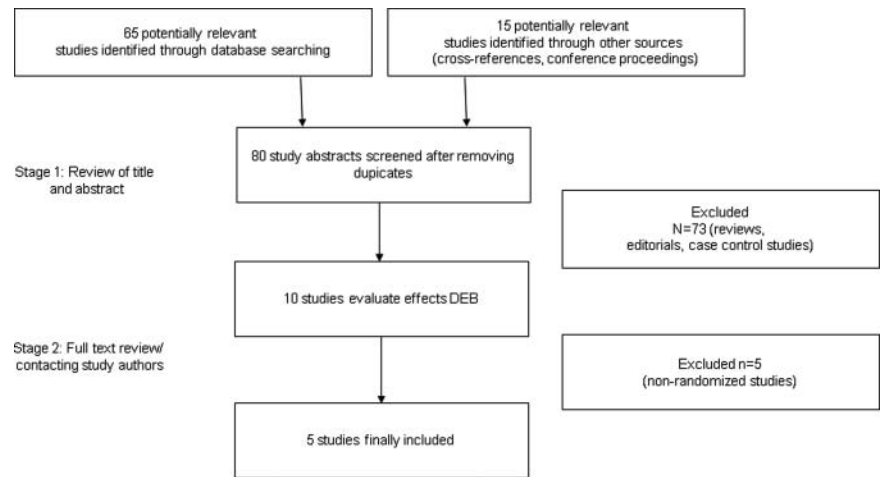 65 potentially relevant
studies identified through database searching
15 potentially relevant
studies identified through other sources
(cross-references, conference proceedings)
80 study abstracts screened after removing
dupicates
Stage 1: Review of title
and abstract
Excluded
N=73 (reviews,
editorials, case control studies)
10 studies evaluate effects DEB
Stage 2: Full text review/
contacting study authors
Excluded n=5
(non-randomized studies)
5 studies finally included